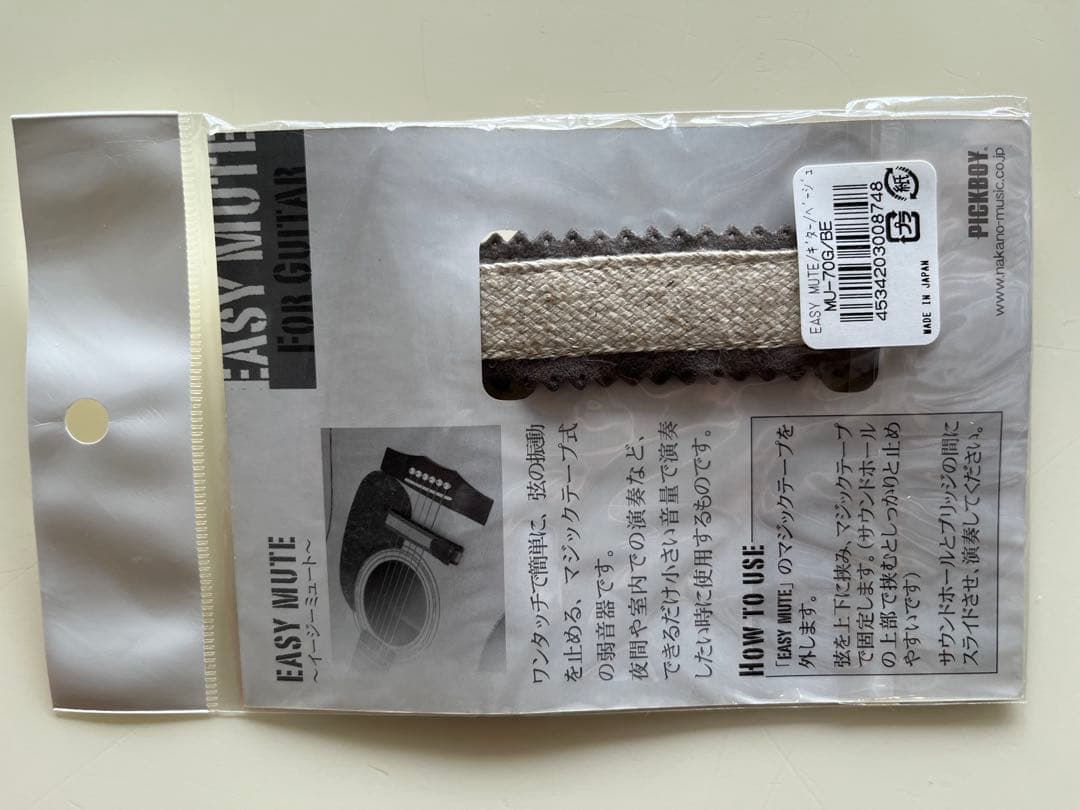 EASY MUTE
FOR GUITAR
EASY MUTE
～イージーミュート～
ワンタッチで簡単に、弦の振動
を止める、マジックテープ式
の弱音器です。
夜間や室内での演奏など、
できるだけ小さい音量で演奏
したい時に使用するものです。
HOW TO USE
「EASY MUTE」のマジックテープを
外します。
弦を上下に挟み、マジックテープ
で固定します。（サウンドホール
の上部で挟むとしっかりと止め
やすいです）
サウンドホールとブリッジの間に
スライドさせ、演奏してください。
EASY MUTE/ｷﾞﾀｰ/ﾍﾞｰｼﾞｭ
MU-70G/BE
4534203008748
プラ
紙
MADE IN JAPAN
PICKBOY®
www.nakano-music.co.jp